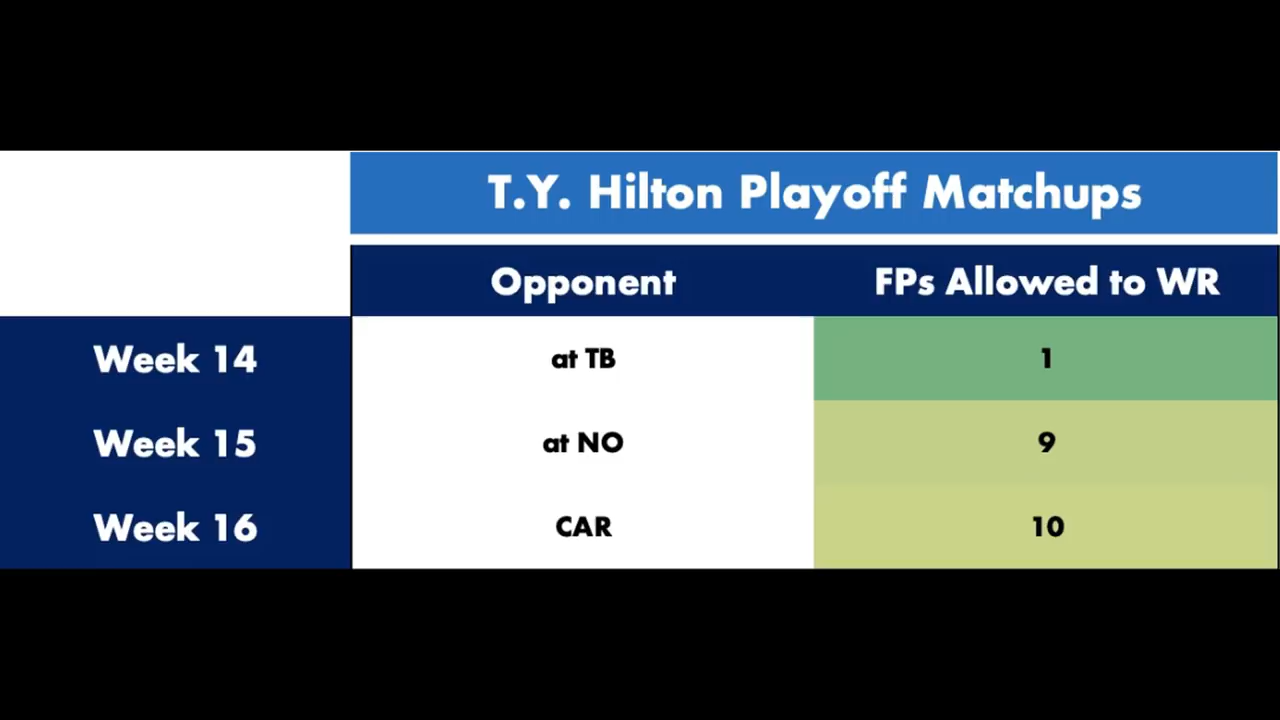 T.Y. Hilton Playoff Matchups
Opponent FPs Allowed to WR
Week 14 at TB 1
Week 15 at NO 9
Week 16 CAR 10